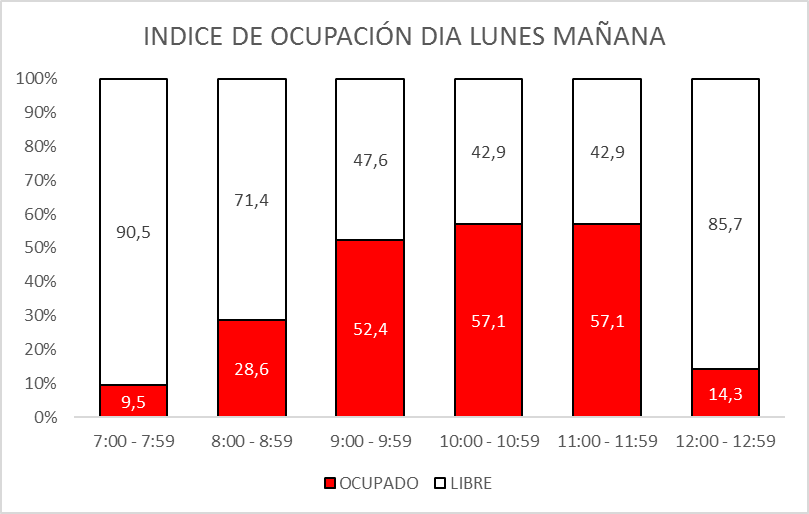 INDICE DE OCUPACIÓN DIA LUNES MAÑANA
100%
90%
80%
70%
60%
50%
40%
30%
20%
10%
0%
90,5
71,4
47,6
42,9
42,9
85,7
9,5
28,6
52,4
57,1
57,1
14,3
7:00 - 7:59
8:00 - 8:59
9:00 - 9:59
10:00 - 10:59
11:00 - 11:59
12:00 - 12:59
OCUPADO
LIBRE